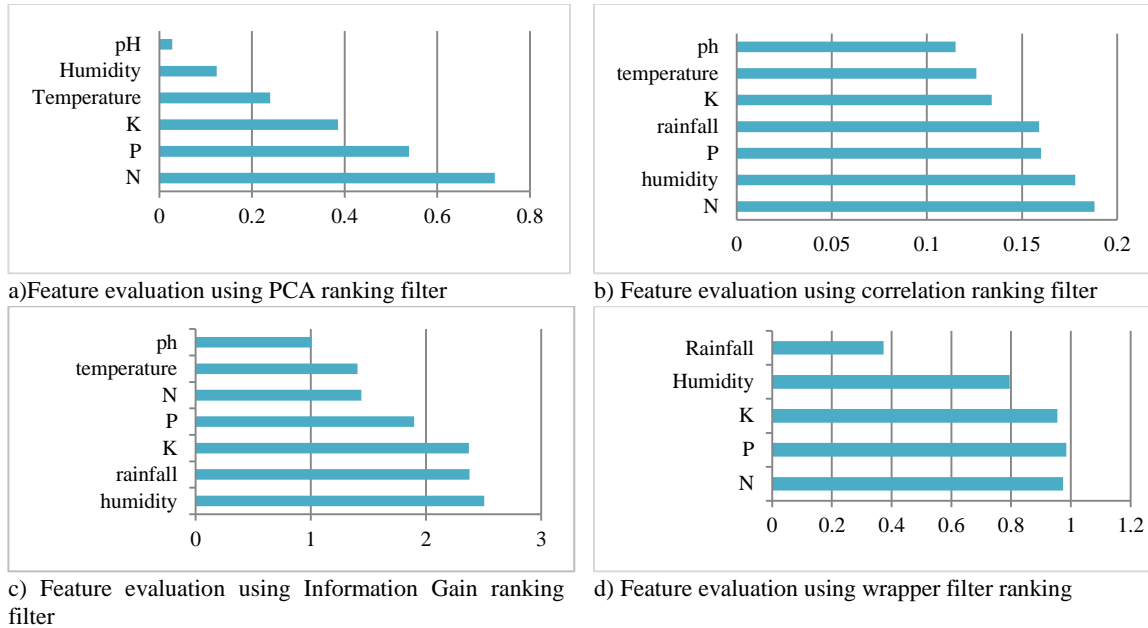 pH
Humidity
Temperature
K
P
N
0 0.2 0.4 0.6 0.8
a)Feature evaluation using PCA ranking filter
ph
temperature
K
rainfall
P
humidity
N
0 0.05 0.1 0.15 0.2
b) Feature evaluation using correlation ranking filter
ph
temperature
N
P
K
rainfall
humidity
0 1 2 3
c) Feature evaluation using Information Gain ranking
filter
Rainfall
Humidity
K
P
N
0 0.2 0.4 0.6 0.8 1 1.2
d) Feature evaluation using wrapper filter ranking